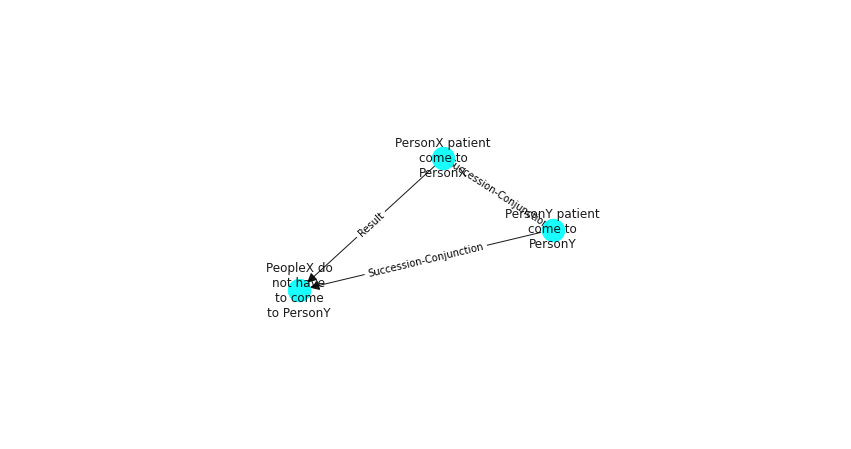 PersonX patient
come to
PersonX
Succession-Conjunction
PersonY patient
come to
PersonY
Result
Succession-Conjunction
PeopleX do
not have
to come
to PersonY